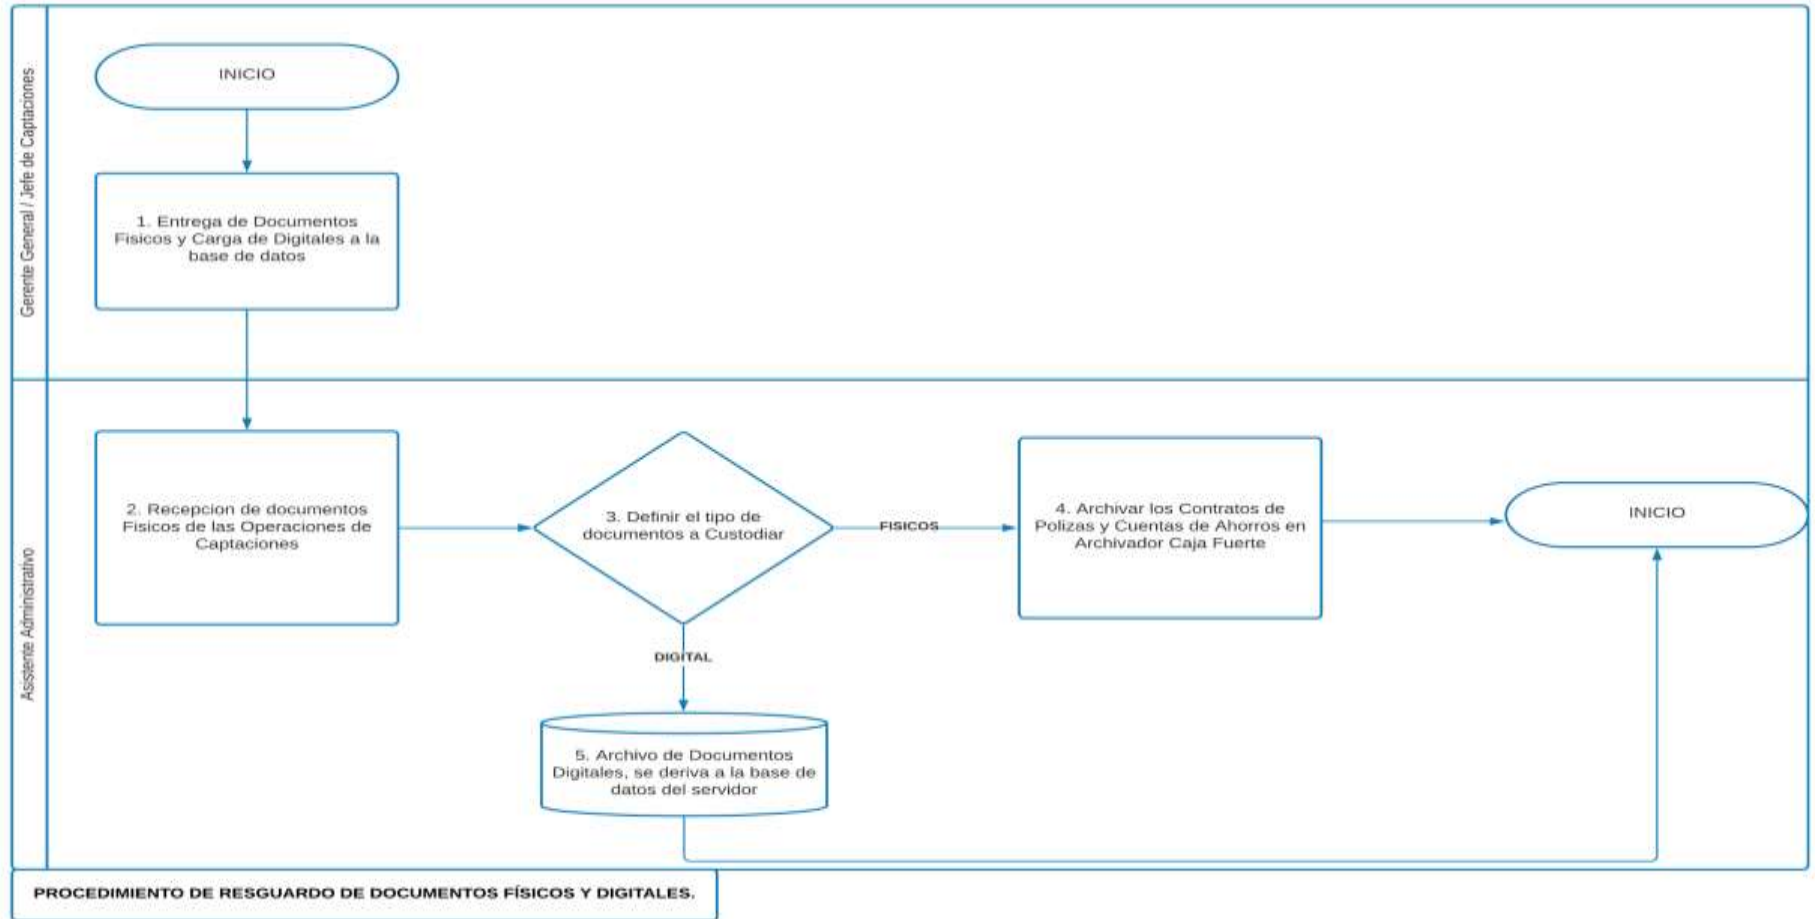 Gerente General / Jefe de Captaciones
INICIO
1. Entrega de Documentos
Fisicos y Carga de Digitales a la
base de datos
Asistente Administrativo
2. Recepcion de documentos
Fisicos de las Operaciones de
Captaciones
3. Definir el tipo de
documentos a Custodiar
FISICOS
4. Archivar los Contratos de
Polizas y Cuentas de Ahorros en
Archivador Caja Fuerte
INICIO
DIGITAL
5. Archivo de Documentos
Digitales, se deriva a la base de
datos del servidor
PROCEDIMIENTO DE RESGUARDO DE DOCUMENTOS FÍSICOS Y DIGITALES.